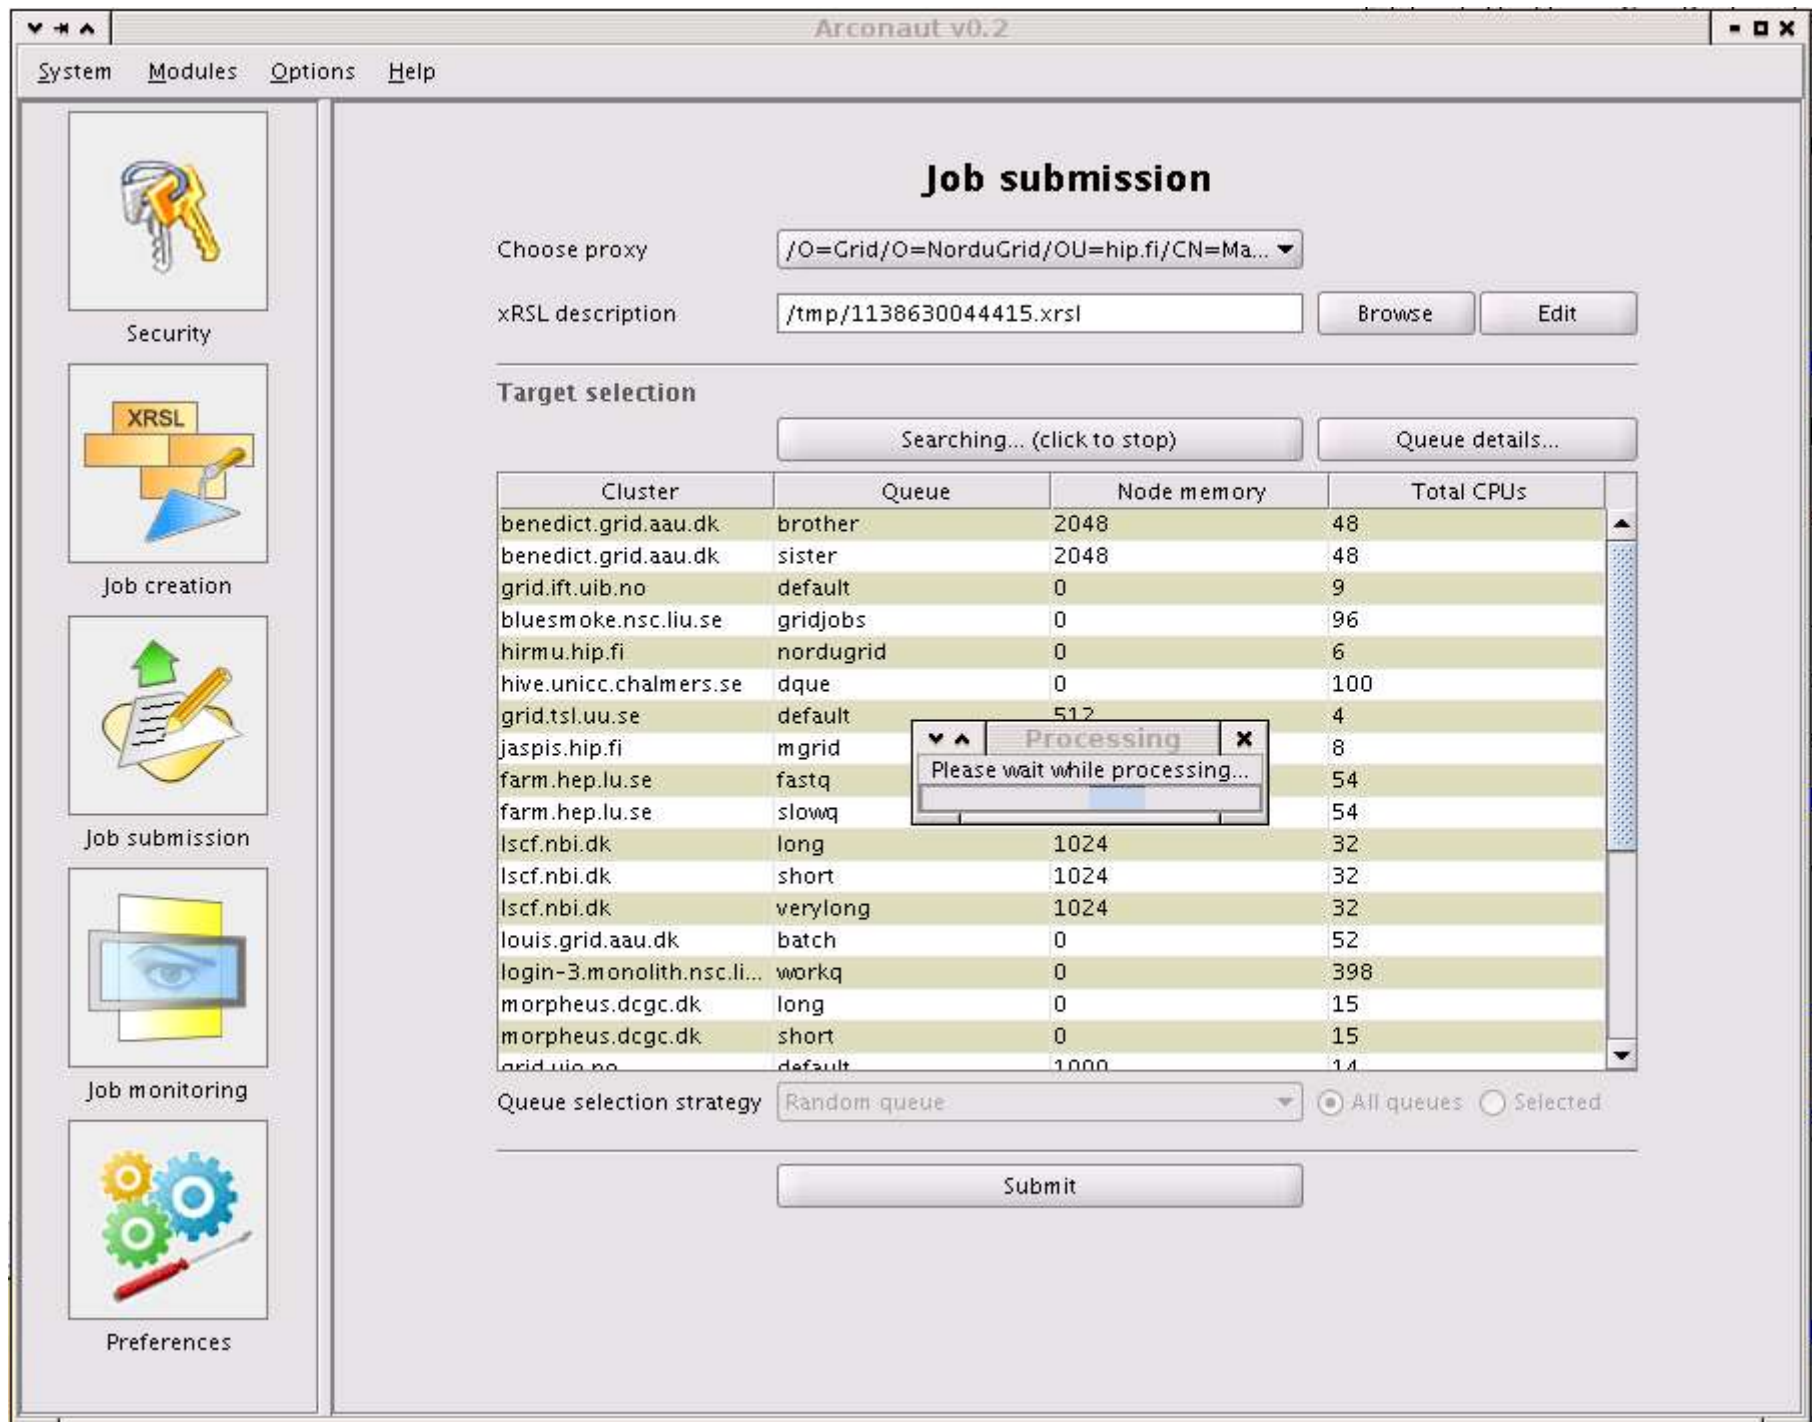 Arconaut v0.2
System Modules Options Help
Security
XRSL
Job creation
Job submission
Job monitoring
Preferences
Job submission
Choose proxy /O=Grid/O=NorduGrid/OU=hip.fi/CN=Ma...
xRSL description /tmp/1138630044415.xrsl Browse Edit
Target selection
Searching... (click to stop) Queue details...
Cluster Queue Node memory Total CPUs
benedict.grid.aau.dk brother 2048 48
benedict.grid.aau.dk sister 2048 48
grid.ift.uib.no default 0 9
bluesmoke.nsc.liu.se gridjobs 0 96
hirmu.hip.fi nordugrid 0 6
hive.unicc.chalmers.se dque 0 100
grid.tsl.uu.se default 512 4
jaspis.hip.fi mgrid 8
farm.hep.lu.se fastq 54
farm.hep.lu.se slowq 54
Processing
Please wait while processing...
lscf.nbi.dk long 1024 32
lscf.nbi.dk short 1024 32
lscf.nbi.dk verylong 1024 32
louis.grid.aau.dk batch 0 52
login-3.monolith.nsc.li... workq 0 398
morpheus.dcgc.dk long 0 15
morpheus.dcgc.dk short 0 15
grid.uio.no default 1000 14
Queue selection strategy Random queue All queues Selected
Submit